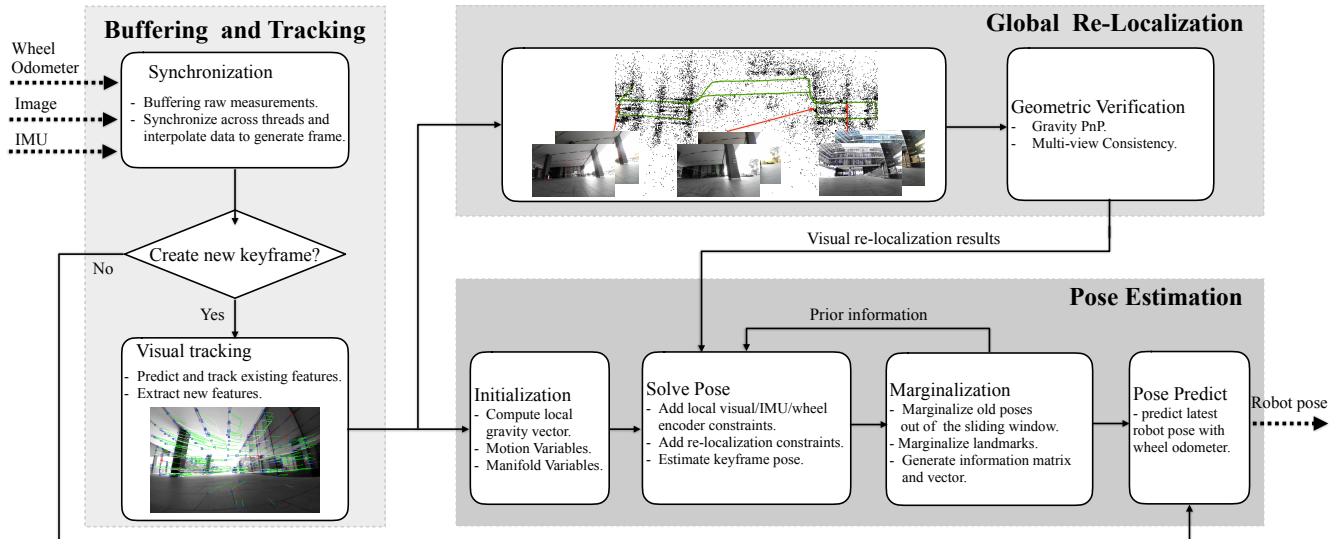 Buffering and Tracking
Wheel
Odometer
Image
IMU
Synchronization
- Buffering raw measurements.
- Synchronize across threads and
interpolate data to generate frame.
Create new keyframe?
No
Yes
Visual tracking
- Predict and track existing features.
- Extract new features.
Global Re-Localization
Geometric Verification
- Gravity PnP.
- Multi-view Consistency.
Visual re-localization results
Pose Estimation
Prior information
Initialization
- Compute local
gravity vector.
- Motion Variables.
- Manifold Variables.
Solve Pose
- Add local visual/IMU/wheel
encoder constraints.
- Add re-localization constraints.
- Estimate keyframe pose.
Marginalization
- Marginalize old poses
out of the sliding window.
- Marginalize landmarks.
- Generate information matrix
and vector.
Pose Predict
- predict latest
robot pose with
wheel odometer.
Robot pose